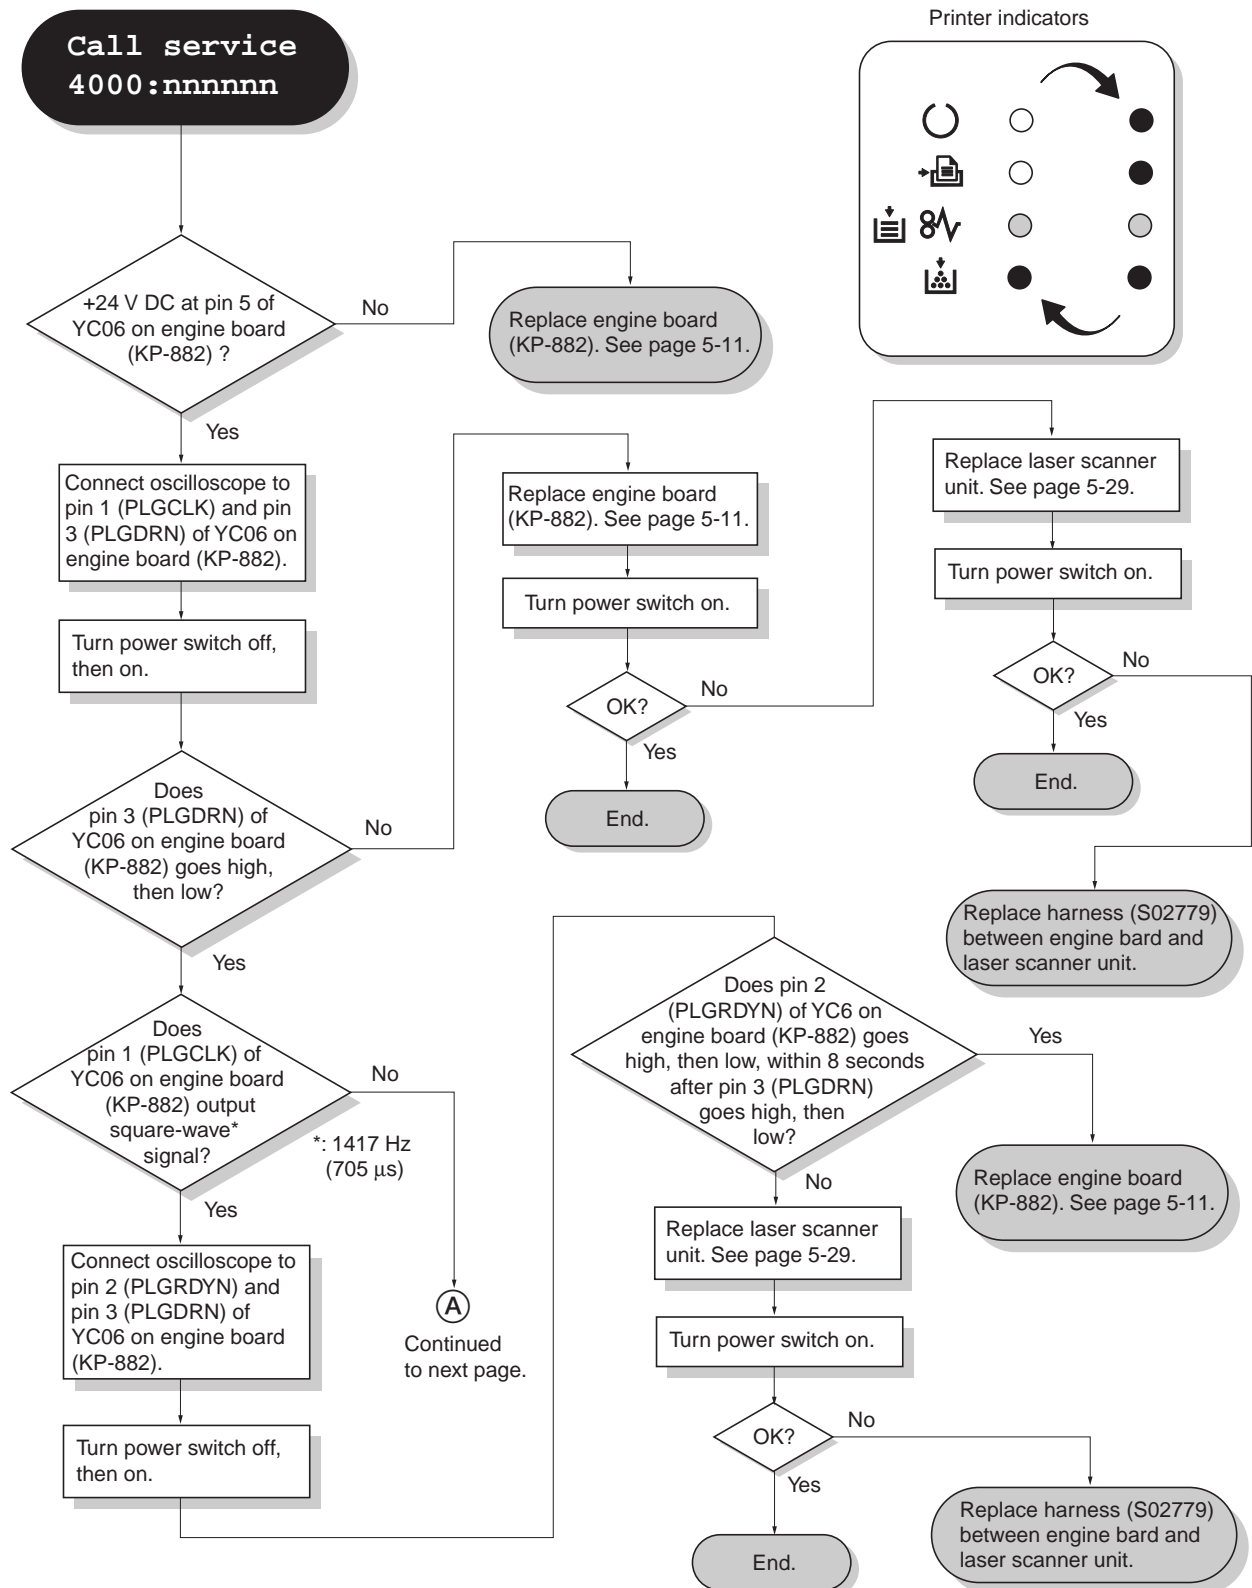 Call service
4000:nnnnnn
Printer indicators
+24 V DC at pin 5 of
YC06 on engine board
(KP-882) ?
No
Replace engine board
(KP-882). See page 5-11.
Yes
Connect oscilloscope to
pin 1 (PLGCLK) and pin
3 (PLGDRN) of YC06 on
engine board (KP-882).
Turn power switch off,
then on.
Does
pin 3 (PLGDRN) of
YC06 on engine board
(KP-882) goes high,
then low?
No
Replace engine board
(KP-882). See page 5-11.
Turn power switch on.
OK?
No
Yes
End.
Replace laser scanner
unit. See page 5-29.
Turn power switch on.
OK?
No
Yes
End.
Replace harness (S02779)
between engine bard and
laser scanner unit.
Yes
Does
pin 1 (PLGCLK) of
YC06 on engine board
(KP-882) output
square-wave*
signal?
No
*: 1417 Hz
(705 µs)
A
Continued
to next page.
Yes
Connect oscilloscope to
pin 2 (PLGRDYN) and
pin 3 (PLGDRN) of
YC06 on engine board
(KP-882).
Turn power switch off,
then on.
Does pin 2
(PLGRDYN) of YC6 on
engine board (KP-882) goes
high, then low, within 8 seconds
after pin 3 (PLGDRN)
goes high, then
low?
Yes
Replace engine board
(KP-882). See page 5-11.
No
Replace laser scanner
unit. See page 5-29.
Turn power switch on.
OK?
No
Yes
End.
Replace harness (S02779)
between engine bard and
laser scanner unit.